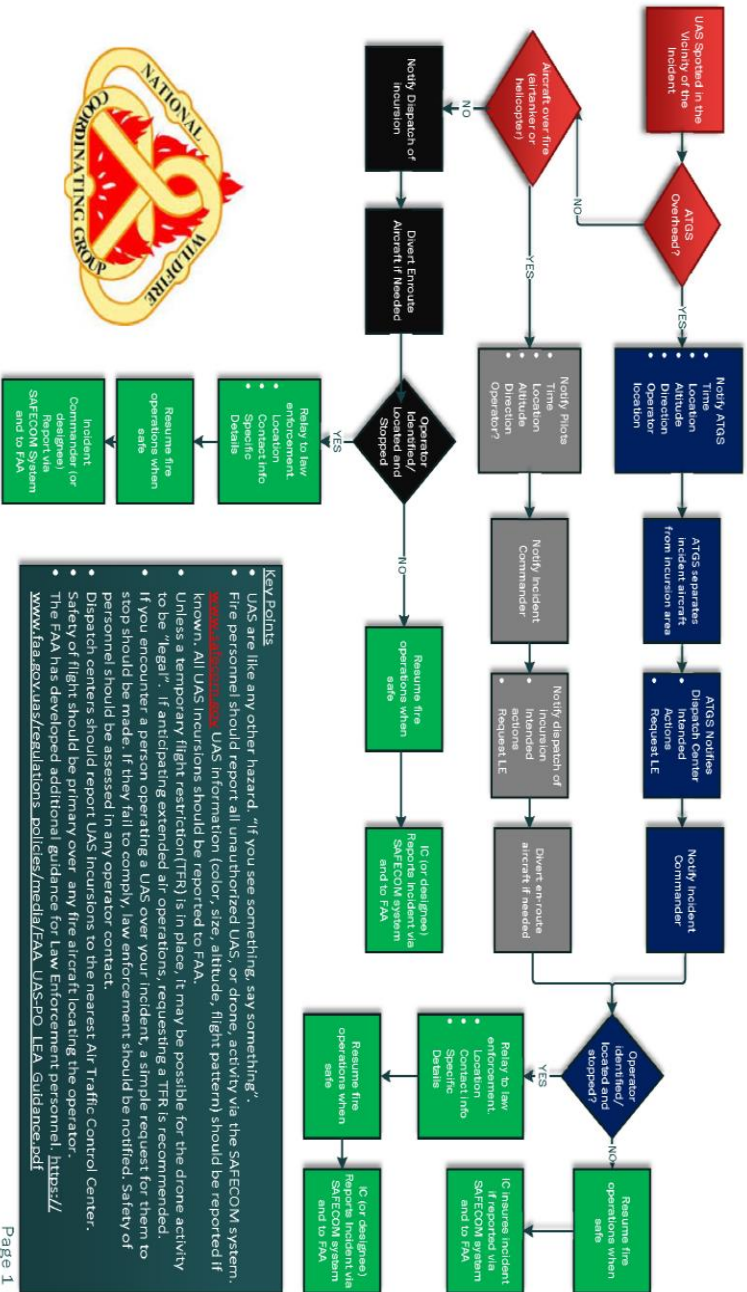 UAS Spotted in the
Vicinity of the
Incident
ATGS
Overhead?
YES
Notify ATGS
• Time
• Location
• Altitude
• Direction
• Operator
location
ATGS separates
incident aircraft
from incursion area
ATGS Notifies
Dispatch Center
• Intended
Actions
• Request LE
Notify Incident
Commander
NO
Aircraft over fire
(airtanker or
helicopter)
YES
Notify Pilots
• Time
• Location
• Altitude
• Direction
Operator?
Notify Incident
Commander
Notify dispatch of
incursion
• Intended
actions
• Request LE
Divert en-route
aircraft if needed
Operator
identified/
located and
stopped?
NO
Resume fire
operations when
safe
IC insures incident
if reported via
SAFECOM system
and to FAA
YES
Relay to law
enforcement.
• Location
• Contact info
• Specific
Details
Resume fire
operations when
safe
IC (or designee)
Reports Incident via
SAFECOM system
and to FAA
NO
Notify Dispatch of
incursion
Divert Enroute
Aircraft if Needed
Operator
Identified/
Located and
Stopped
NO
Resume fire
operations when
safe
IC (or designee)
Reports Incident via
SAFECOM system
and to FAA
YES
Relay to law
enforcement.
• Location
• Contact info
• Specific
Details
Resume fire
operations when
safe
Incident
Commander (or
designee)
Report via
SAFECOM System
and to FAA
NATIONAL WILDFIRE
COORDINATING GROUP
Key Points
• UAS are like any other hazard. “If you see something, say something”.
• Fire personnel should report all unauthorized UAS, or drone, activity via the SAFECOM system.
www.safecom.gov UAS information (color, size, altitude, flight pattern) should be reported if
known. All UAS incursions should be reported to FAA.
• Unless a temporary flight restriction(TFR) is in place, it may be possible for the drone activity
to be “legal”. If anticipating extended air operations, requesting a TFR is recommended.
• If you encounter a person operating a UAS over your incident, a simple request for them to
stop should be made. If they fail to comply, law enforcement should be notified. Safety of
personnel should be assessed in any operator contact.
• Dispatch centers should report UAS incursions to the nearest Air Traffic Control Center.
• Safety of flight should be primary over any fire aircraft locating the operator.
• The FAA has developed additional guidance for Law Enforcement personnel. https://
www.faa.gov.uas/regulations_policies/media/FAA_UAS-PO_LEA_Guidance.pdf
Page 1